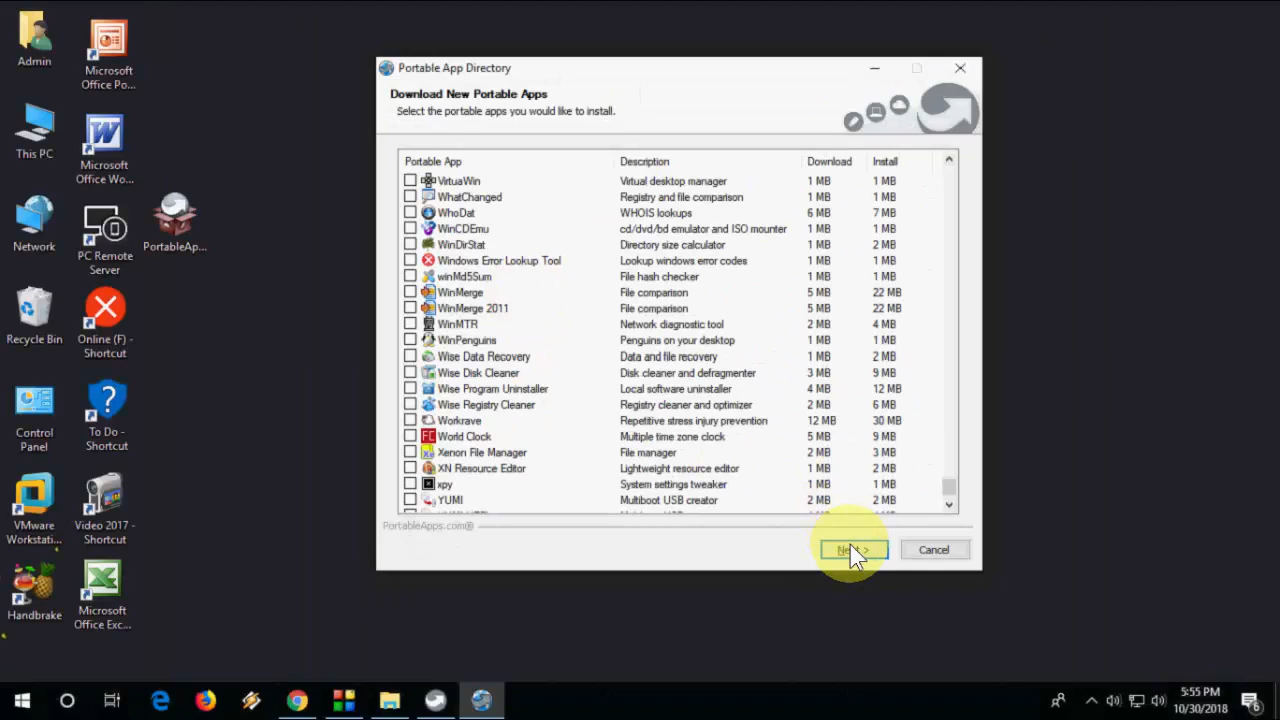 Admin
Microsoft
Office Po...
This PC
Microsoft
Office Wo...
Network
PC Remote
Server
PortableAp...
Recycle Bin
Online (F) -
Shortcut
Control
Panel
To Do -
Shortcut
VMware
Workstati...
Video 2017 -
Shortcut
Handbrake
Microsoft
Office Exc...
Portable App Directory
Download New Portable Apps
Select the portable apps you would like to install.
Portable App Description Download Install
VirtuaWin Virtual desktop manager 1 MB 1 MB
WhatChanged Registry and file comparison 1 MB 1 MB
WhoDat WHOIS lookups 6 MB 7 MB
WinCDEmu cd/dvd/bd emulator and ISO mounter 1 MB 1 MB
WinDirStat Directory size calculator 1 MB 2 MB
Windows Error Lookup Tool Lookup windows error codes 1 MB 1 MB
winMd5Sum File hash checker 1 MB 1 MB
WinMerge File comparison 5 MB 22 MB
WinMerge 2011 File comparison 5 MB 22 MB
WinMTR Network diagnostic tool 2 MB 4 MB
WinPenguins Penguins on your desktop 1 MB 1 MB
Wise Data Recovery Data and file recovery 1 MB 2 MB
Wise Disk Cleaner Disk cleaner and defragmenter 3 MB 9 MB
Wise Program Uninstaller Local software uninstaller 4 MB 12 MB
Wise Registry Cleaner Registry cleaner and optimizer 2 MB 6 MB
Workrave Repetitive stress injury prevention 12 MB 30 MB
World Clock Multiple time zone clock 5 MB 9 MB
Xenon File Manager File manager 2 MB 3 MB
XN Resource Editor Lightweight resource editor 1 MB 2 MB
xpy System settings tweaker 1 MB 1 MB
YUMI Multiboot USB creator 2 MB 2 MB
PortableApps.com®
Next >
Cancel
5:55 PM
10/30/2018
6